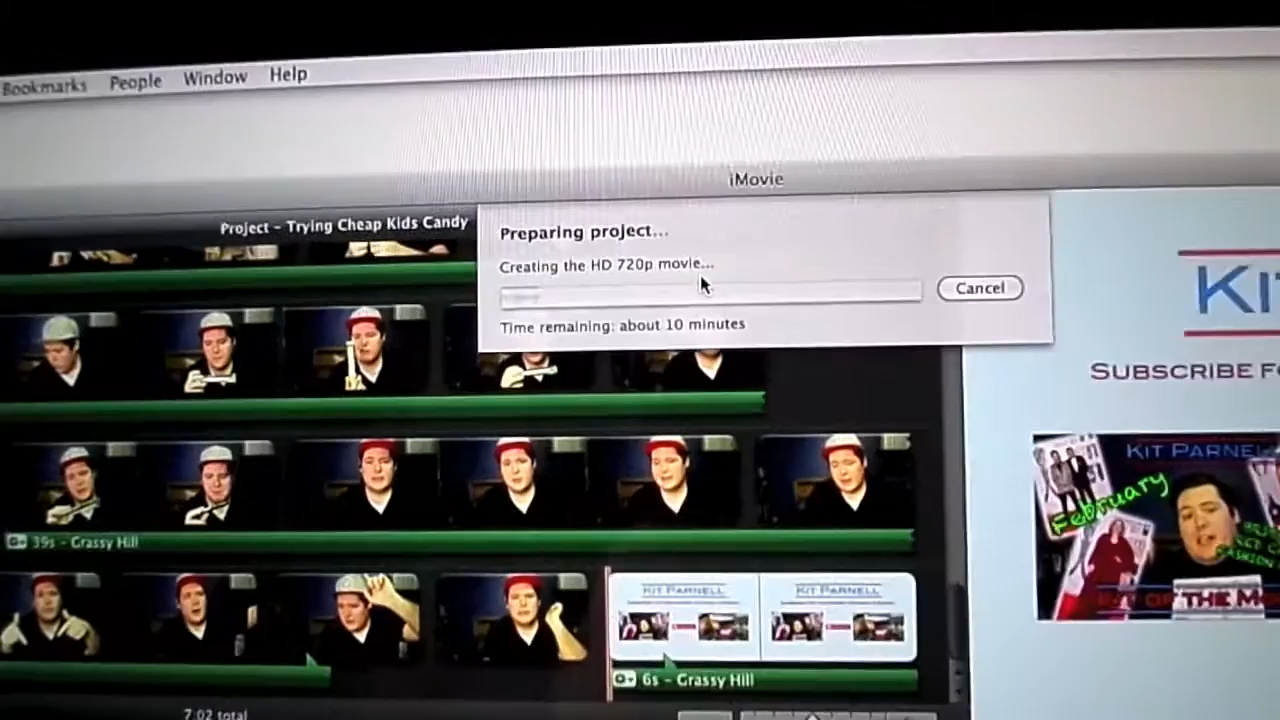 Bookmarks People Window Help
iMovie
Project - Trying Cheap Kids Candy
Preparing project...
Creating the HD 720p movie...
Cancel
Time remaining: about 10 minutes
SUBSCRIBE
KIT PARNELL
February
39s - Grassy Hill
KIT PARNELL
KIT PARNELL
6s - Grassy Hill
7:02 total